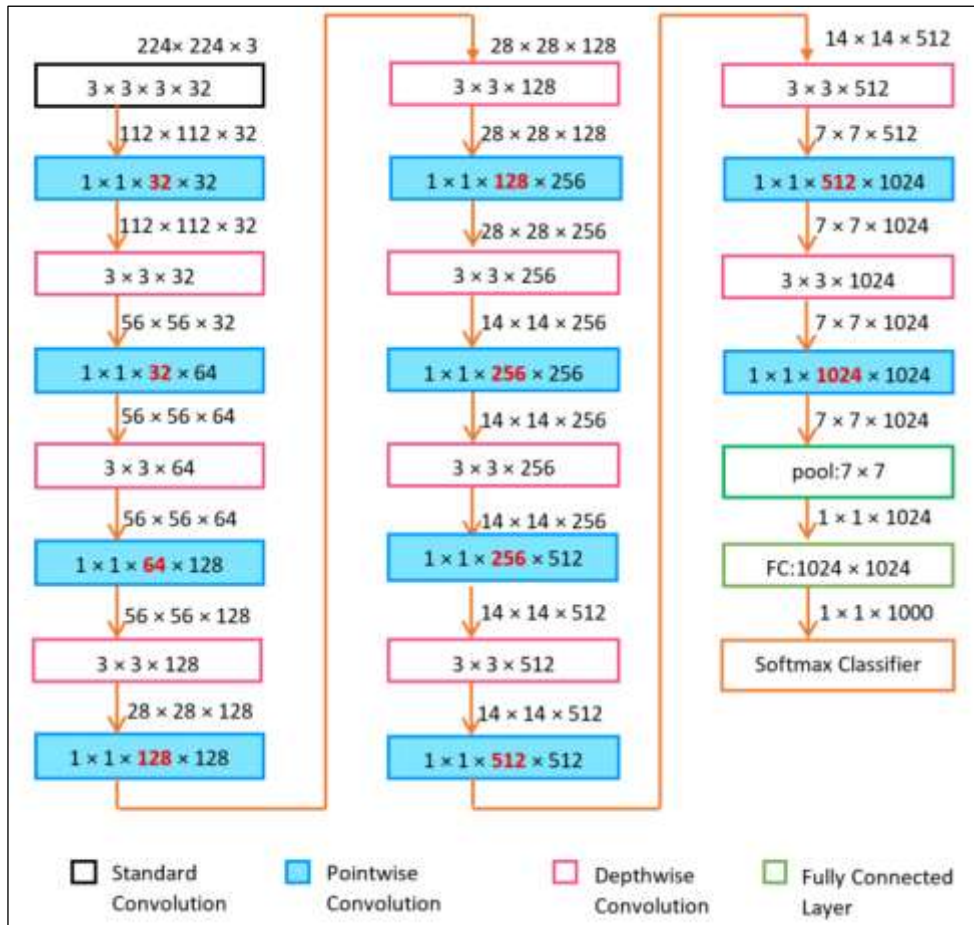 224× 224 × 3
3 × 3 × 3 × 32
112 × 112 × 32
1 × 1 × 32 × 32
112 × 112 × 32
3 × 3 × 32
56 × 56 × 32
1 × 1 × 32 × 64
56 × 56 × 64
3 × 3 × 64
56 × 56 × 64
1 × 1 × 64 × 128
56 × 56 × 128
3 × 3 × 128
28 × 28 × 128
1 × 1 × 128 × 128
28 × 28 × 128
3 × 3 × 128
28 × 28 × 128
1 × 1 × 128 × 256
28 × 28 × 256
3 × 3 × 256
14 × 14 × 256
1 × 1 × 256 × 256
14 × 14 × 256
3 × 3 × 256
14 × 14 × 256
1 × 1 × 256 × 512
14 × 14 × 512
3 × 3 × 512
14 × 14 × 512
1 × 1 × 512 × 512
14 × 14 × 512
3 × 3 × 512
7 × 7 × 512
1 × 1 × 512 × 1024
7 × 7 × 1024
3 × 3 × 1024
7 × 7 × 1024
1 × 1 × 1024 × 1024
7 × 7 × 1024
pool:7 × 7
1 × 1 × 1024
FC:1024 × 1024
1 × 1 × 1000
Softmax Classifier
Standard
Convolution
Pointwise
Convolution
Depthwise
Convolution
Fully Connected
Layer